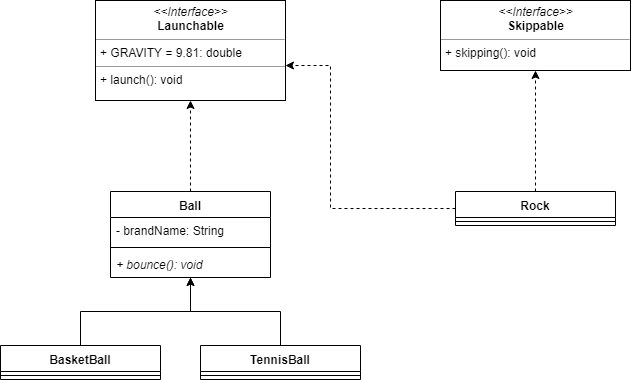 <<Interface>>
Launchable
+ GRAVITY = 9.81: double
+ launch(): void
<<Interface>>
Skippable
+ skipping(): void
Ball
- brandName: String
+ bounce(): void
Rock
BasketBall
TennisBall